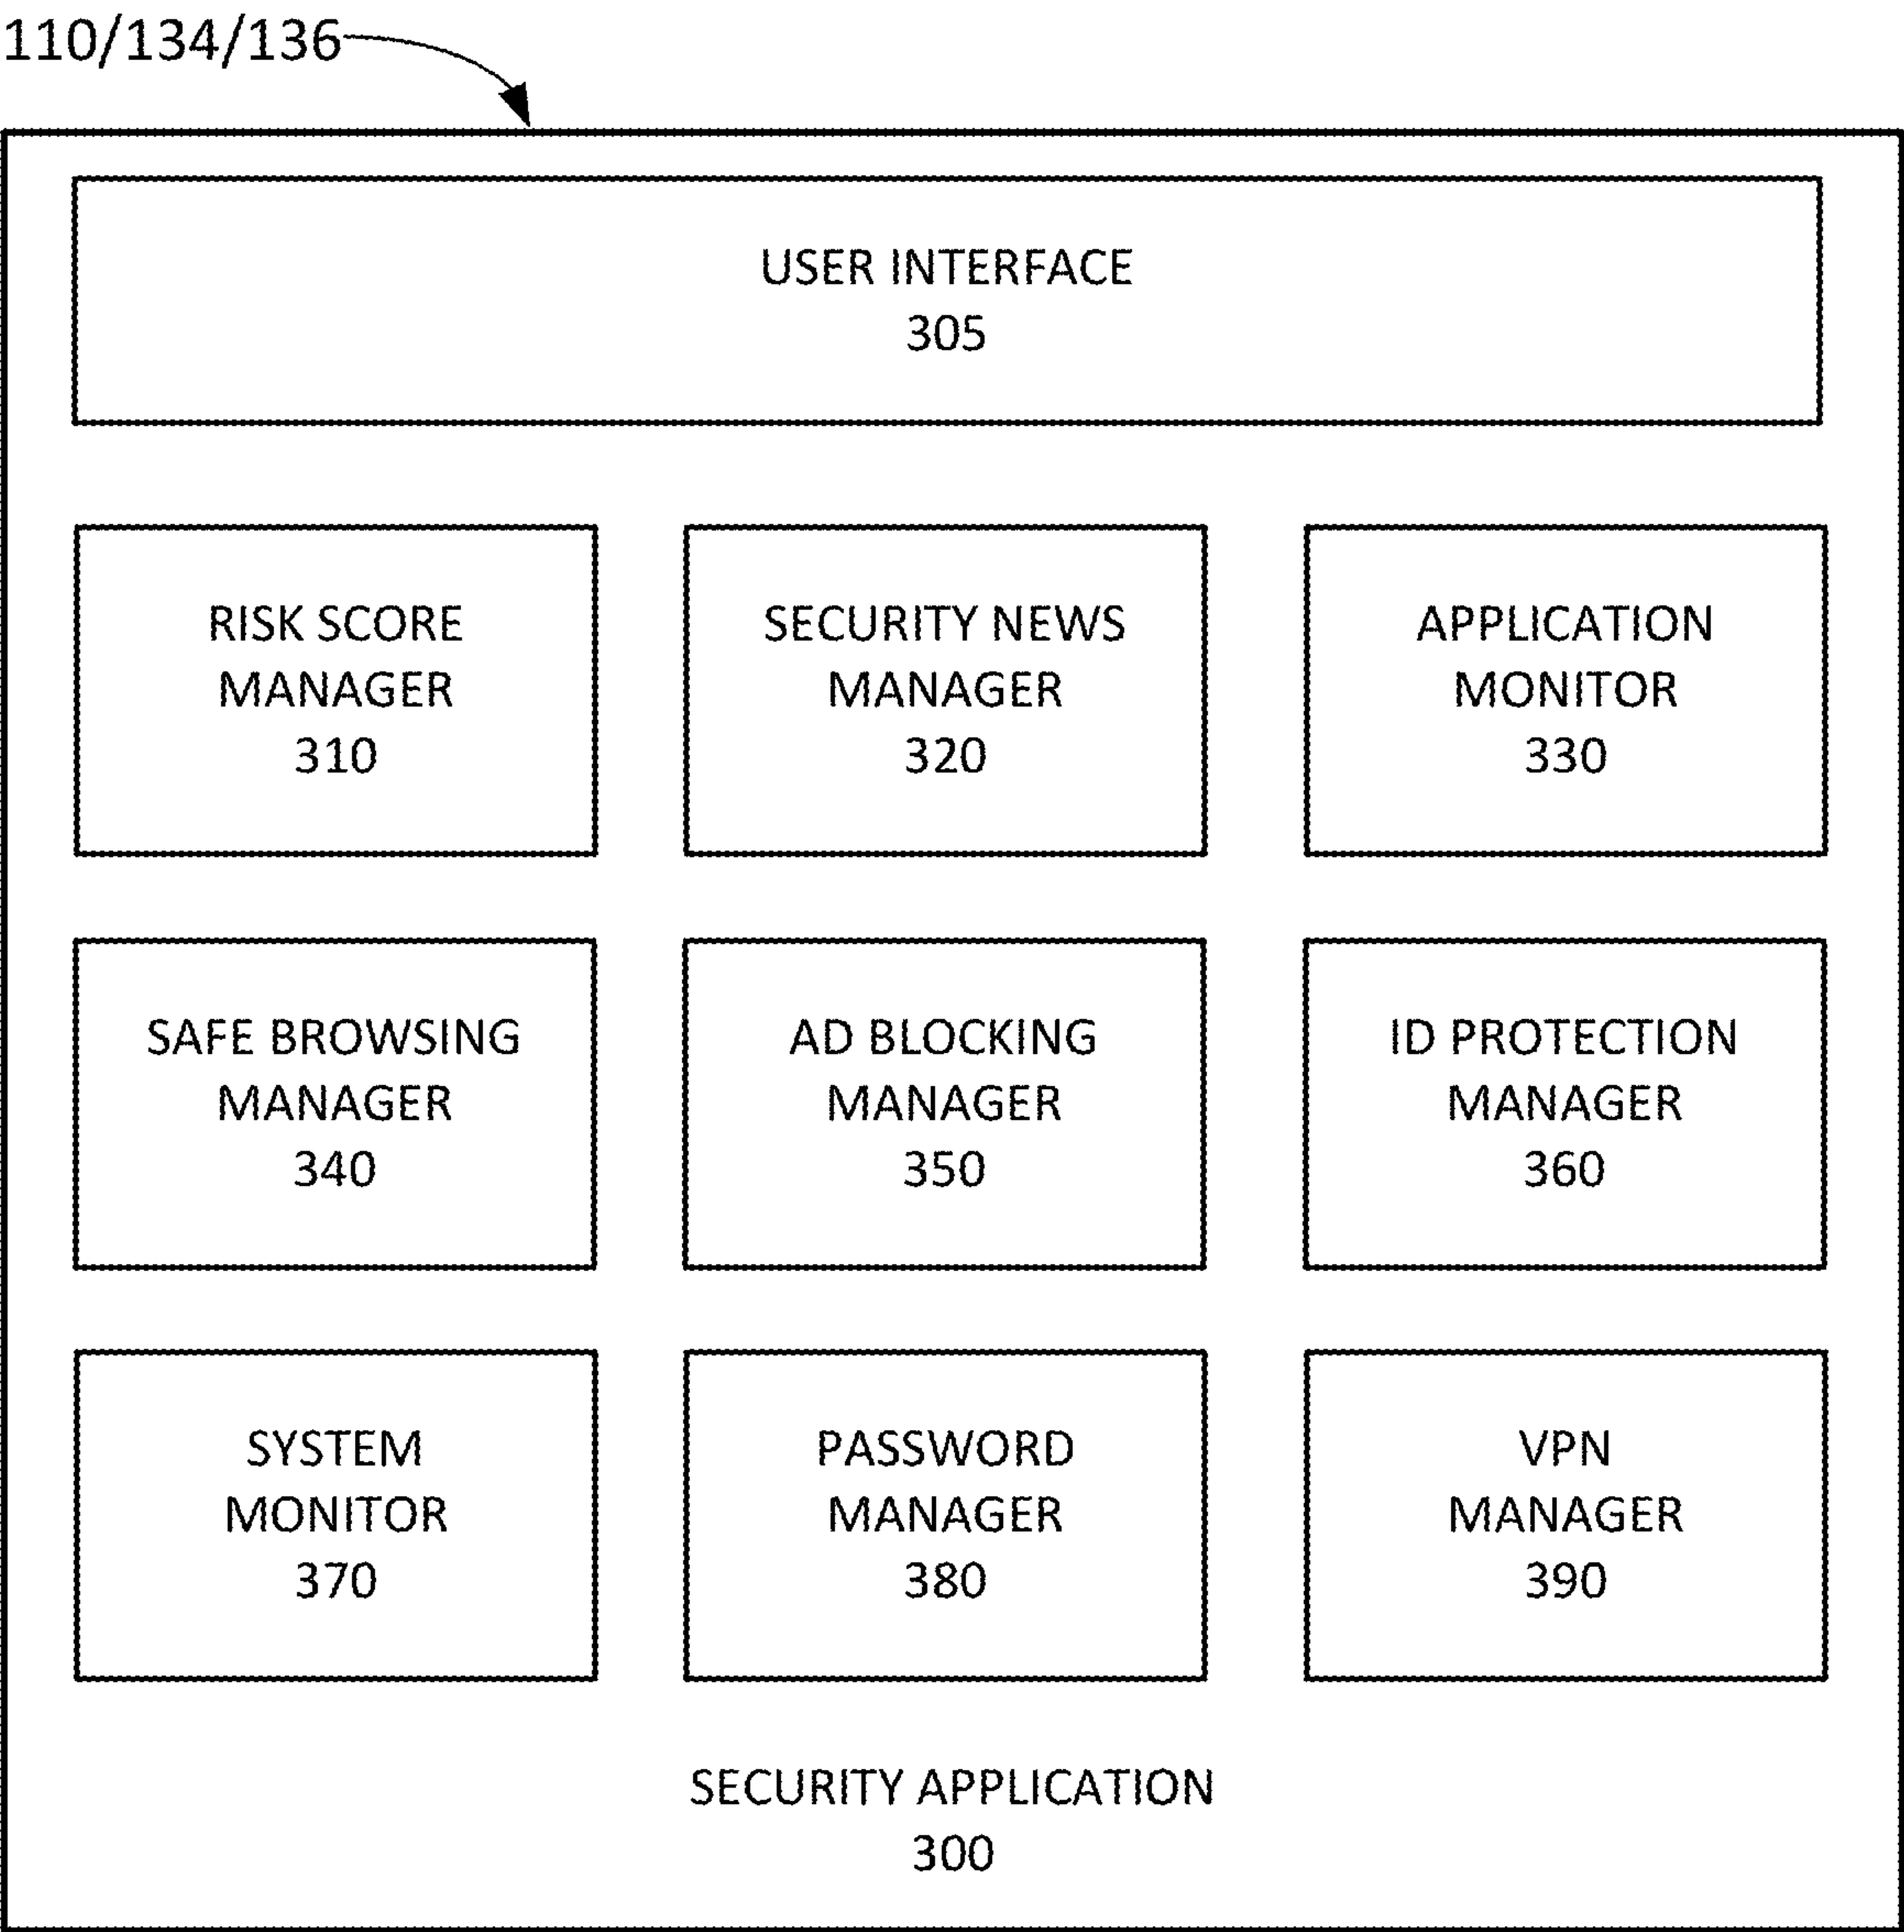 110/134/136
USER INTERFACE
305
RISK SCORE
MANAGER
310
SECURITY NEWS
MANAGER
320
APPLICATION
MONITOR
330
SAFE BROWSING
MANAGER
340
AD BLOCKING
MANAGER
350
ID PROTECTION
MANAGER
360
SYSTEM
MONITOR
370
PASSWORD
MANAGER
380
VPN
MANAGER
390
SECURITY APPLICATION
300